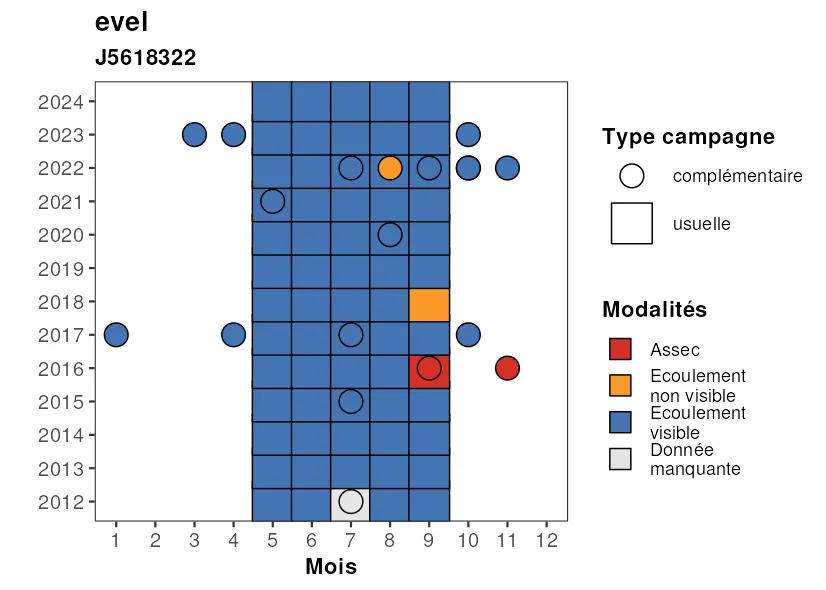 evel
J5618322
2024
2023
2022
2021
2020
2019
2018
2017
2016
2015
2014
2013
2012
1 2 3 4 5 6 7 8 9 10 11 12
Mois
Type campagne
complémentaire
usuelle
Modalités
Assec
Ecoulement
non visible
Ecoulement
visible
Donnée
manquante